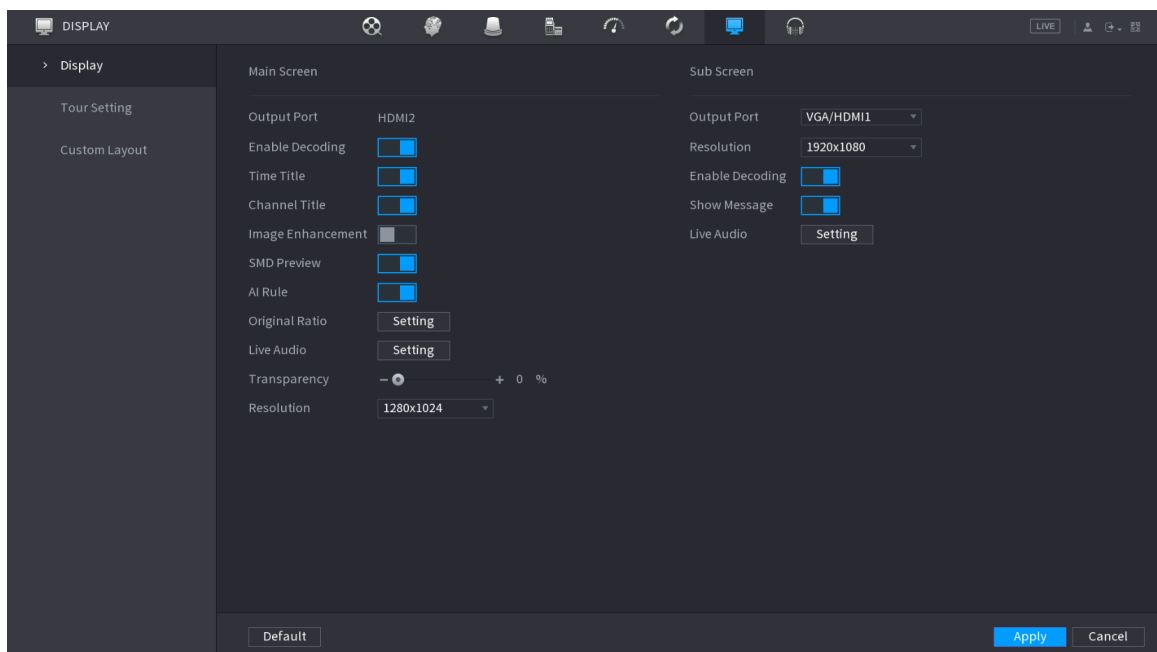 DISPLAY
LIVE
Display
Tour Setting
Custom Layout
Main Screen
Output Port HDMI2
Enable Decoding
Time Title
Channel Title
Image Enhancement
SMD Preview
AI Rule
Original Ratio Setting
Live Audio Setting
Transparency − + 0 %
Resolution 1280x1024
Sub Screen
Output Port VGA/HDMI1
Resolution 1920x1080
Enable Decoding
Show Message
Live Audio Setting
Default
Apply
Cancel